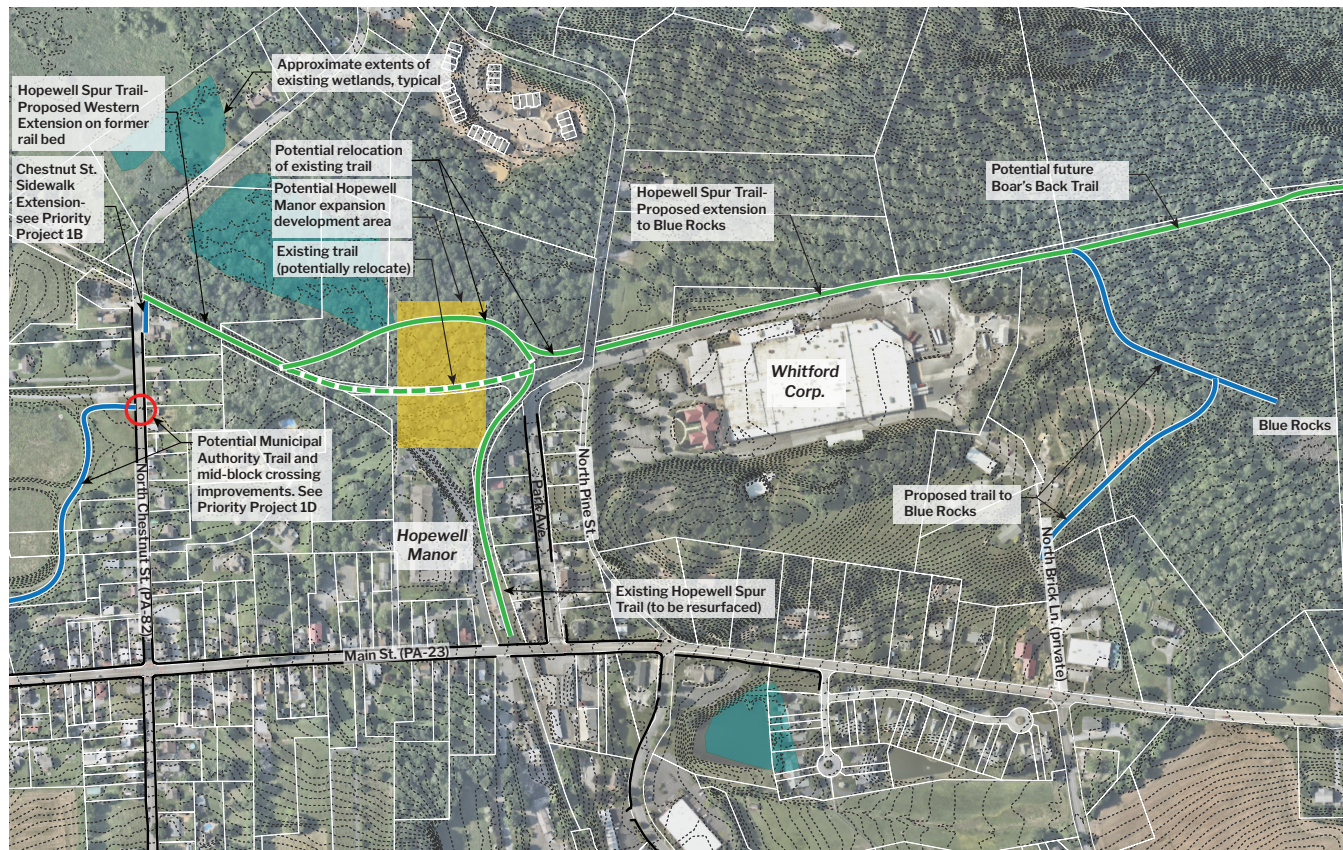 Approximate extents of
existing wetlands, typical
Hopewell Spur Trail-
Proposed Western
Extension on former
rail bed
Chestnut St.
Sidewalk
Extension-
see Priority
Project 1B
Potential relocation
of existing trail
Potential Hopewell
Manor expansion
development area
Existing trail
(potentially relocate)
Hopewell Spur Trail-
Proposed extension
to Blue Rocks
Potential future
Boar's Back Trail
Whitford
Corp.
Blue Rocks
Potential Municipal
Authority Trail and
mid-block crossing
improvements. See
Priority Project 1D
North Chestnut St. (PA-82)
Hopewell
Manor
Park Ave.
North Pine St.
Proposed trail to
Blue Rocks
North Brick Ln. (private)
Existing Hopewell Spur
Trail (to be resurfaced)
Main St. (PA-23)